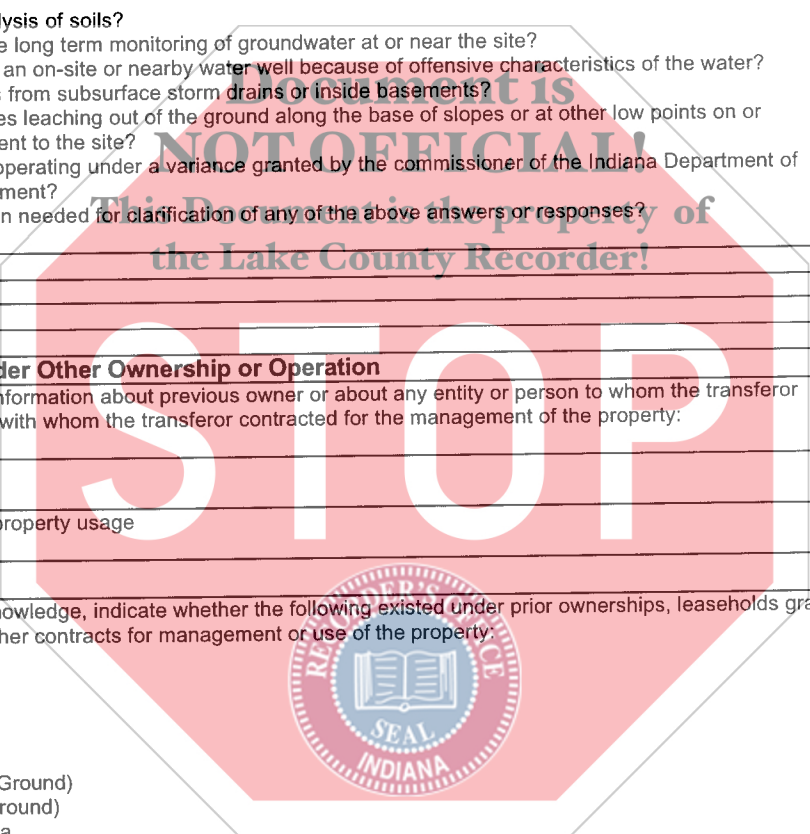 lysis of soils?
e long term monitoring of groundwater at or near the site?
an on-site or nearby water well because of offensive characteristics of the water?
Document is
s from subsurface storm drains or inside basements?
es leaching out of the ground along the base of slopes or at other low points on or
ent to the site?
NOT OFFICIAL!
operating under a variance granted by the commissioner of the Indiana Department of
ment?
This Document is the property of
n needed for clarification of any of the above answers or responses?
the Lake County Recorder!
STOP
der Other Ownership or Operation
nformation about previous owner or about any entity or person to whom the transferor
with whom the transferor contracted for the management of the property:
property usage
nowledge, indicate whether the following existed under prior ownerships, leaseholds gra
her contracts for management or use of the property:
RECORDER'S OFFICE
SEAL
INDIANA
Ground)
round)
a